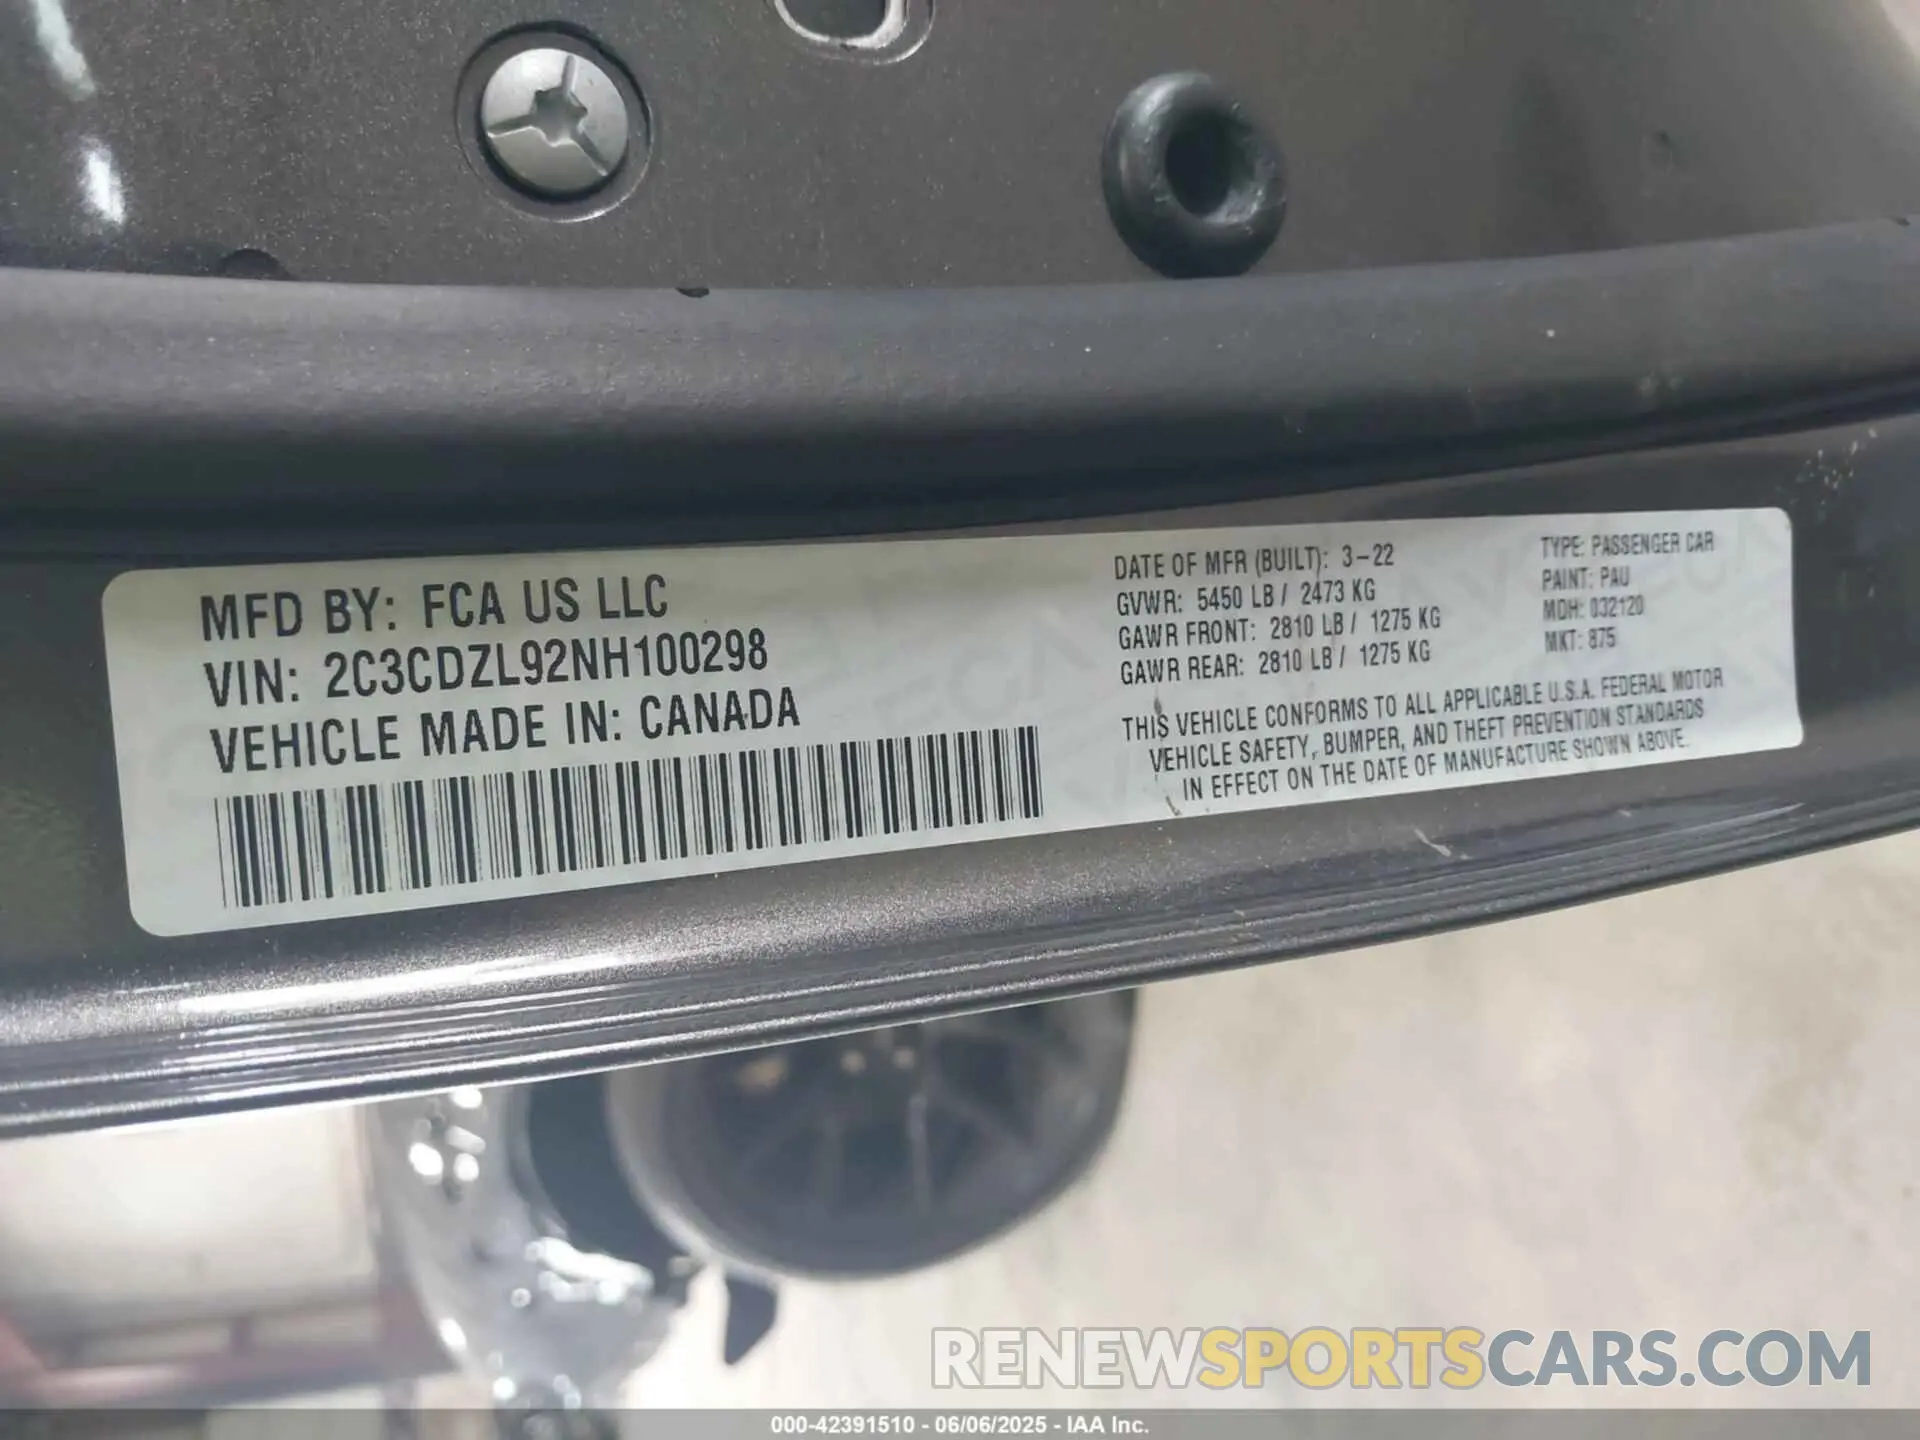 MFD BY: FCA US LLC
VIN: 2C3CDZL92NH100298
VEHICLE MADE IN: CANADA
DATE OF MFR (BUILT): 3-22
GVWR: 5450 LB / 2473 KG
GAWR FRONT: 2810 LB / 1275 KG
GAWR REAR: 2810 LB / 1275 KG
TYPE: PASSENGER CAR
PAINT: PAU
MDH: 032120
MKT: 875
THIS VEHICLE CONFORMS TO ALL APPLICABLE U.S.A. FEDERAL MOTOR
VEHICLE SAFETY, BUMPER, AND THEFT PREVENTION STANDARDS
IN EFFECT ON THE DATE OF MANUFACTURE SHOWN ABOVE.
RENEWSPORTSCARS.COM
000-42391510 - 06/06/2025 - IAA Inc.